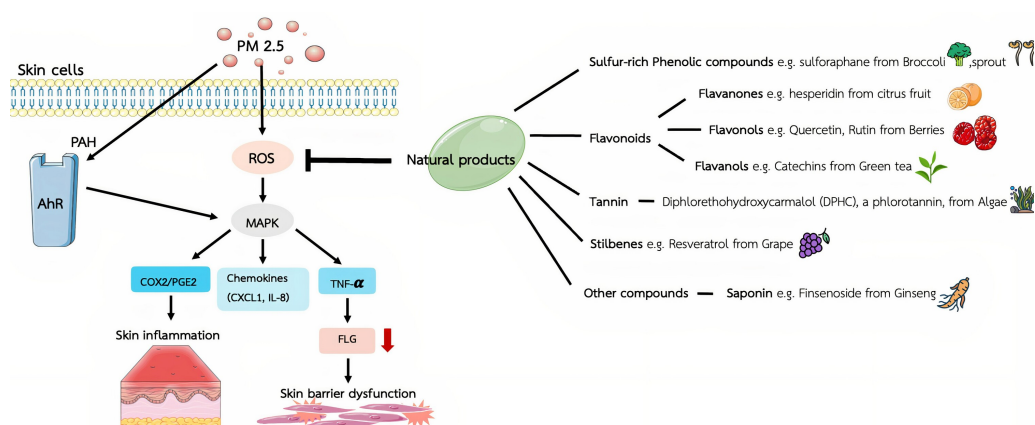 PM 2.5
Skin cells
PAH
AhR
ROS
MAPK
COX2/PGE2
Chemokines
(CXCL1, IL-8)
TNF-α
FLG
Skin inflammation
Skin barrier dysfunction
Natural products
Sulfur-rich Phenolic compounds e.g. sulforaphane from Broccoli ,sprout
Flavonoids
Flavanones e.g. hesperidin from citrus fruit
Flavonols e.g. Quercetin, Rutin from Berries
Flavanols e.g. Catechins from Green tea
Tannin
Diphlorethohydroxycarmalol (DPHC), a phlorotannin, from Algae
Stilbenes e.g. Resveratrol from Grape
Other compounds
Saponin e.g. Finsenoside from Ginseng